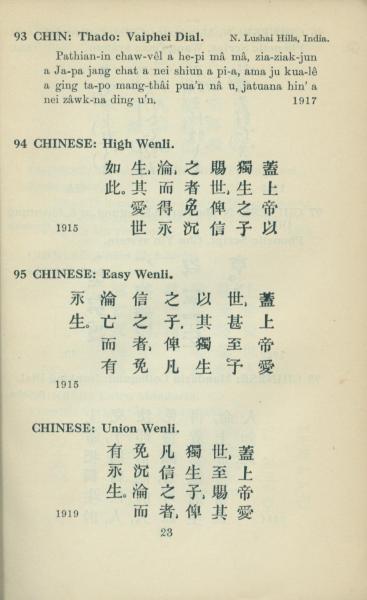 93 CHIN: Thado: Vaiphei Dial. N. Lushai Hills, India.
Pathian-in chaw-vêl a he-pi mâ mâ, zia-ziak-jun
a Ja-pa jang chat a nei shiun a pi-a, ama ju kua-lê
a ging ta-po mang-thâi pua'n nâ u, jatuana hin' a
nei zâwk-na ding u'n. 1917
94 CHINESE: High Wenli.
蓋上帝以
獨生之子
賜世,俾信
之者免沉
淪,而得永
生,其愛世
如此。
1915
95 CHINESE: Easy Wenli.
蓋上帝愛
世,甚至予
以其獨生
之子,俾凡
信之者,免
淪亡而有
永生。
1915
CHINESE: Union Wenli.
蓋上帝愛
世,至賜其
獨生子,俾
凡信之者,
免沉淪而
有永生。
1919
23